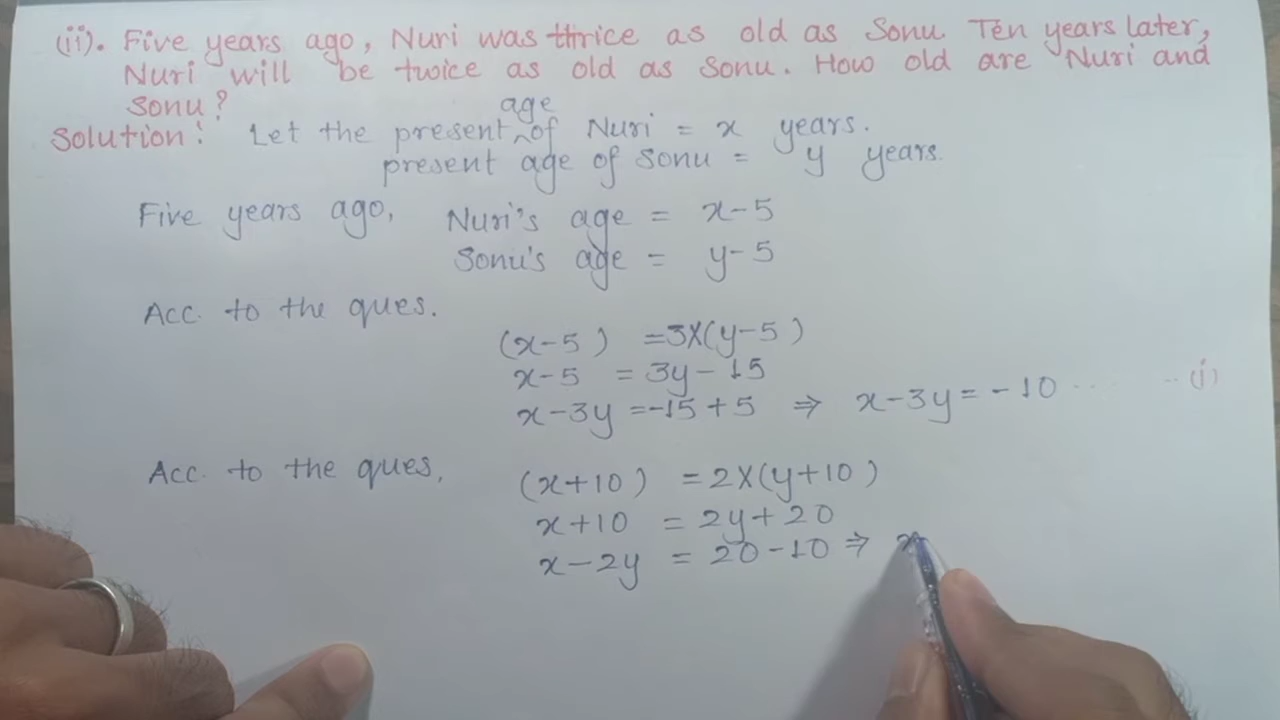 (ii). Five years ago, Nuri was thrice as old as Sonu. Ten years later,
Nuri will be twice as old as Sonu. How old are Nuri and
Sonu?
age
Solution: Let the present ^ of Nuri = x years.
present age of Sonu = y years.
Five years ago, Nuri's age = x-5
Sonu's age = y-5
Acc. to the ques.
(x-5) =3X(y-5)
x-5 = 3y-15
x-3y =-15+5 ⇒ x-3y=-10 ...... (i)
Acc. to the ques,
(x+10) =2X(y+10)
x+10 = 2y+20
x-2y = 20-10 ⇒ x